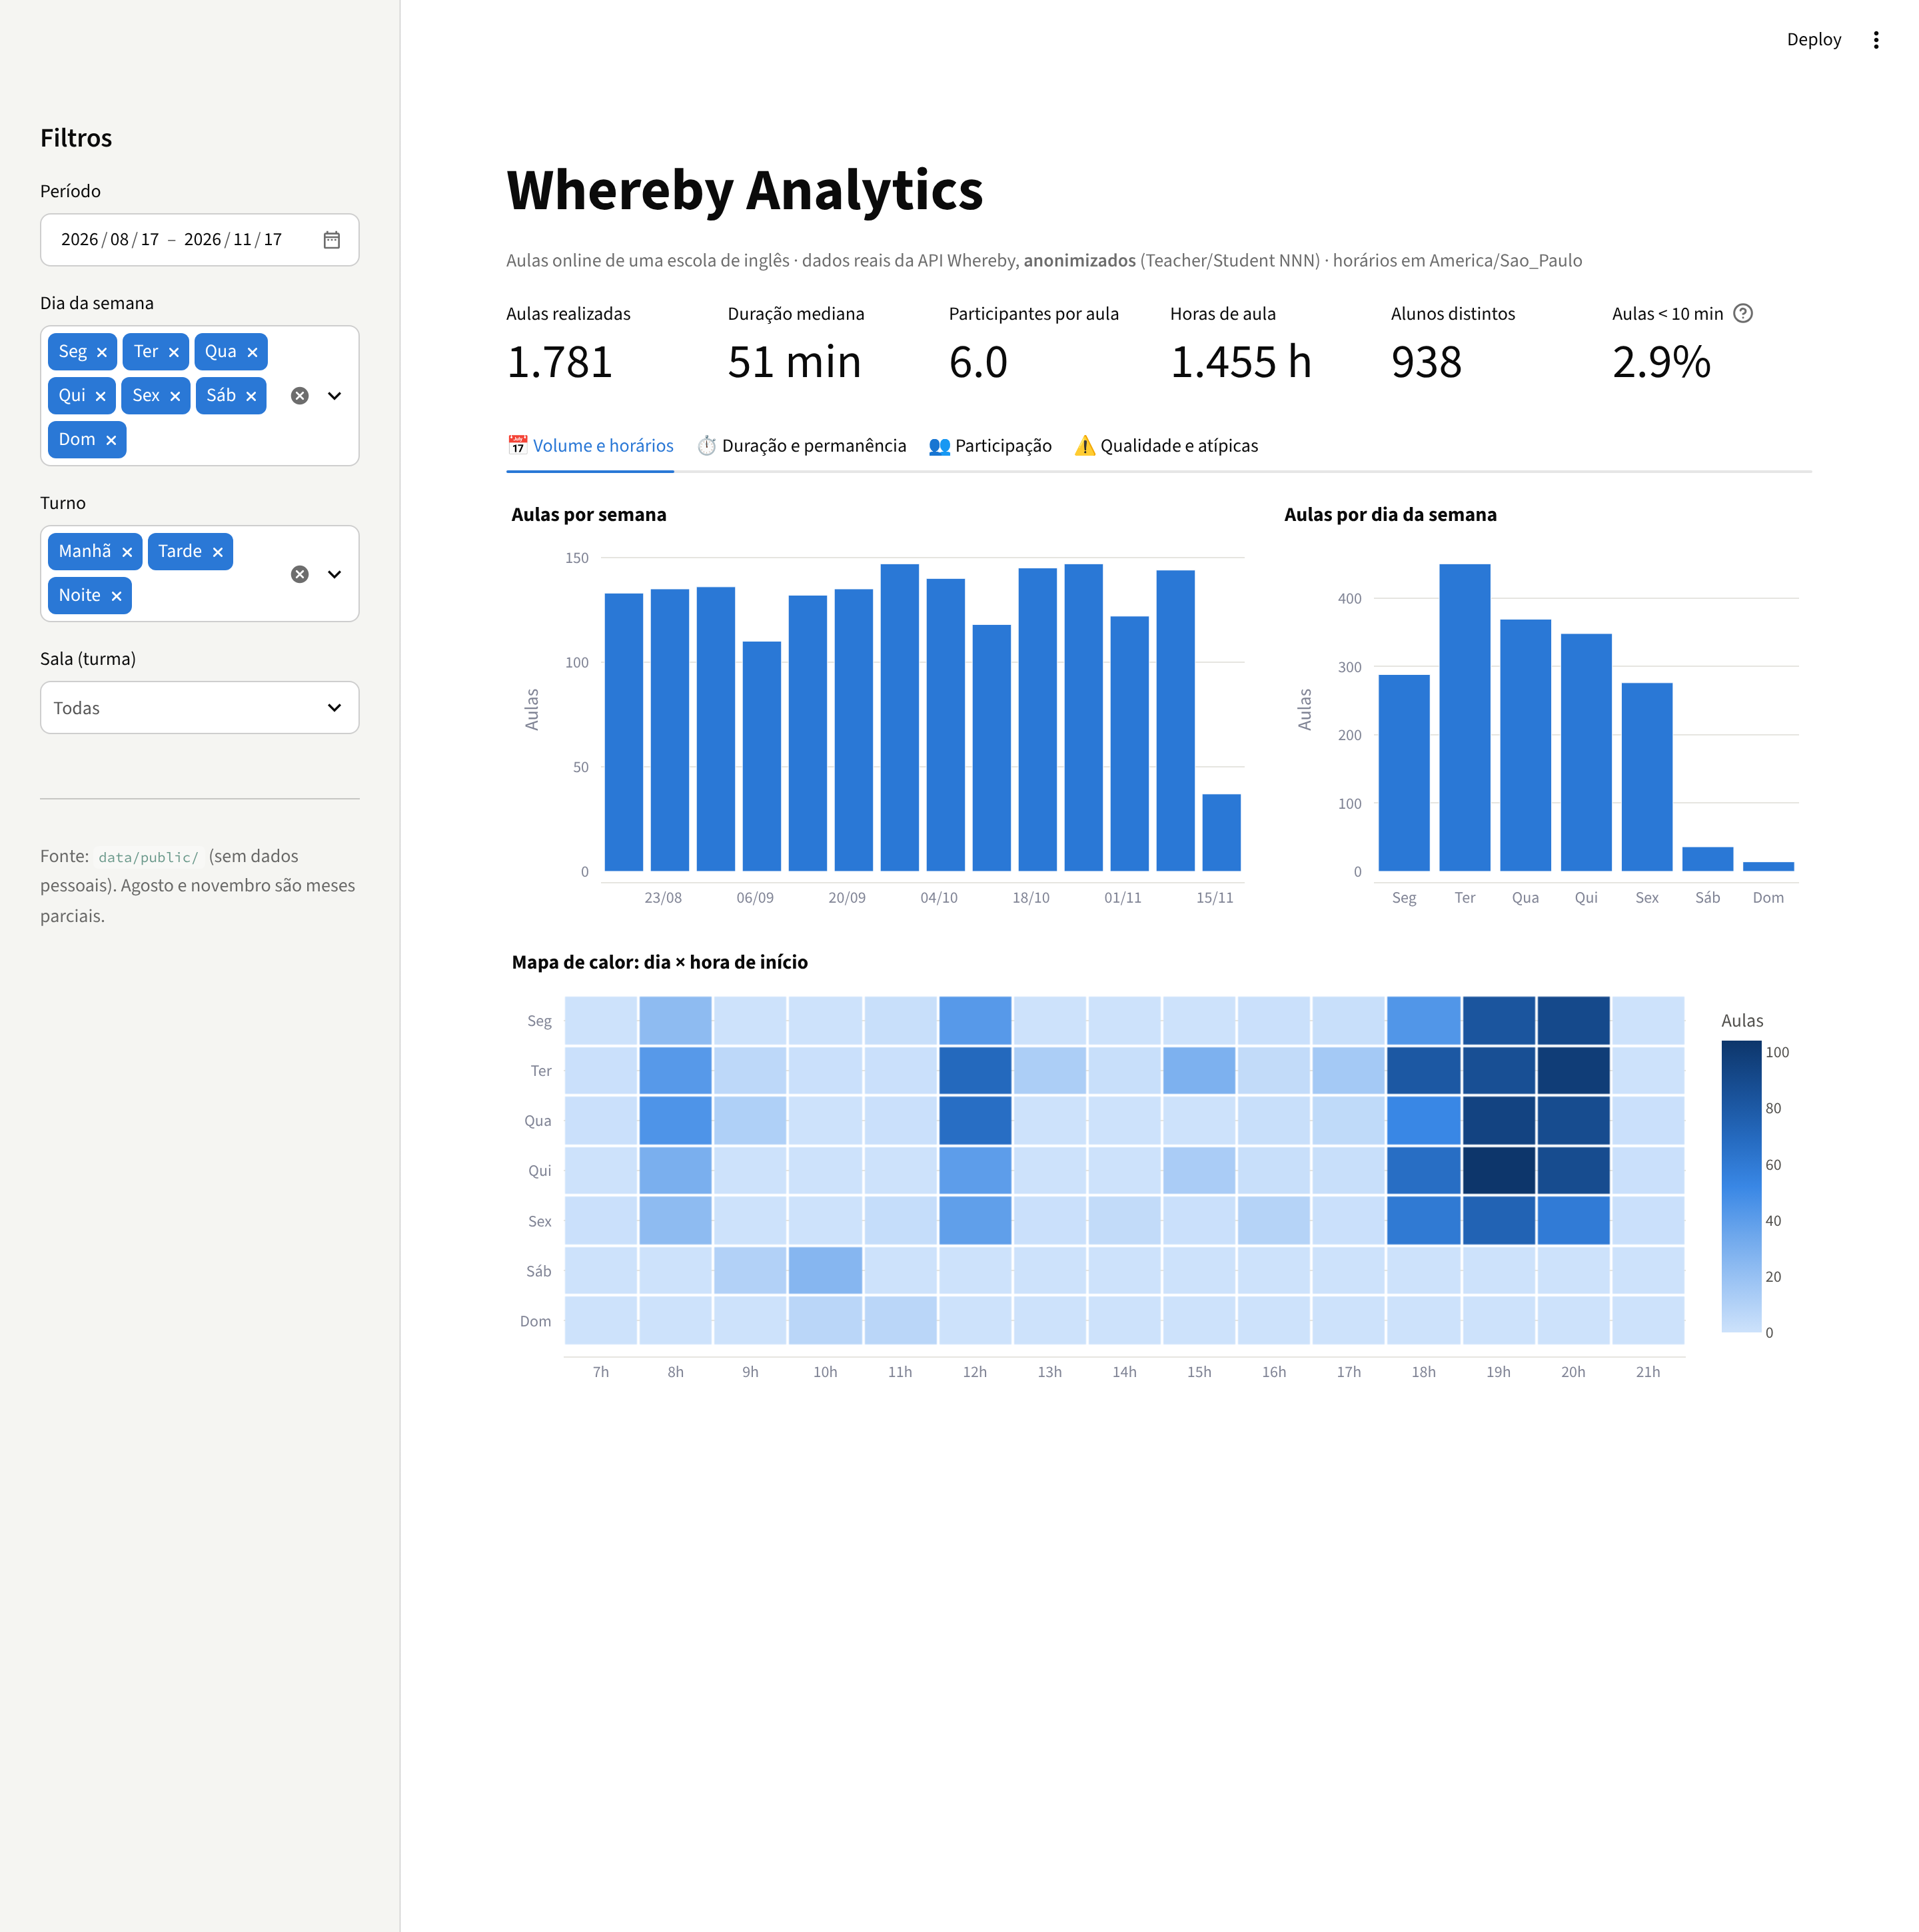 Deploy
Filtros
Período
2026/08/17 – 2026/11/17
Dia da semana
Seg Ter Qua
Qui Sex Sáb
Dom
Turno
Manhã Tarde
Noite
Sala (turma)
Todas
Fonte: data/public/ (sem dados
pessoais). Agosto e novembro são meses
parciais.
Whereby Analytics
Aulas online de uma escola de inglês · dados reais da API Whereby, anonimizados (Teacher/Student NNN) · horários em America/Sao_Paulo
Aulas realizadas
1.781
Duração mediana
51 min
Participantes por aula
6.0
Horas de aula
1.455 h
Alunos distintos
938
Aulas < 10 min
2.9%
Volume e horários
Duração e permanência
Participação
Qualidade e atípicas
Aulas por semana
Aulas
150
100
50
0
23/08 06/09 20/09 04/10 18/10 01/11 15/11
Aulas por dia da semana
Aulas
400
300
200
100
0
Seg Ter Qua Qui Sex Sáb Dom
Mapa de calor: dia × hora de início
Seg
Ter
Qua
Qui
Sex
Sáb
Dom
7h 8h 9h 10h 11h 12h 13h 14h 15h 16h 17h 18h 19h 20h 21h
Aulas
100
80
60
40
20
0